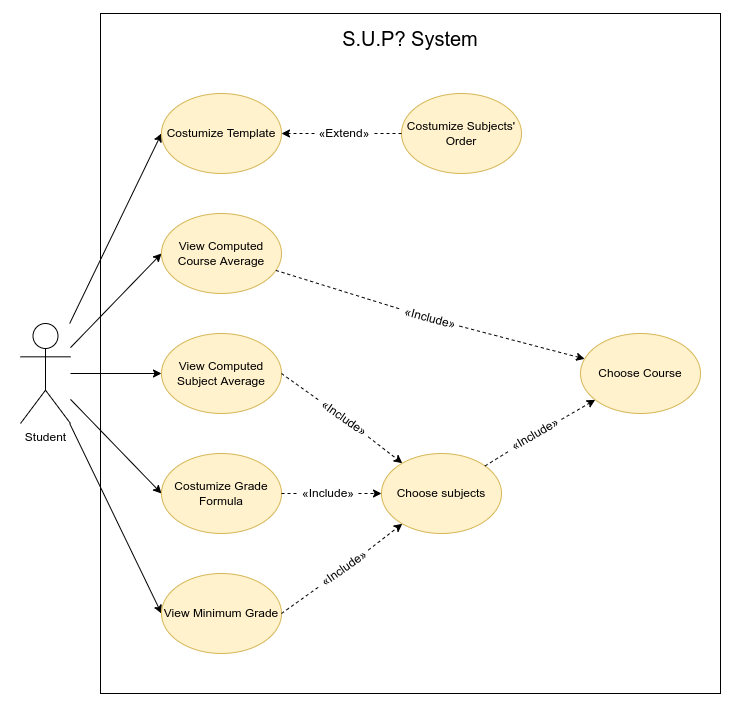 S.U.P? System
Costumize Template
«Extend»
Costumize Subjects'
Order
View Computed
Course Average
«Include»
View Computed
Subject Average
Choose Course
«Include»
«Include»
Student
Costumize Grade
Formula
«Include»
Choose subjects
«Include»
View Minimum Grade